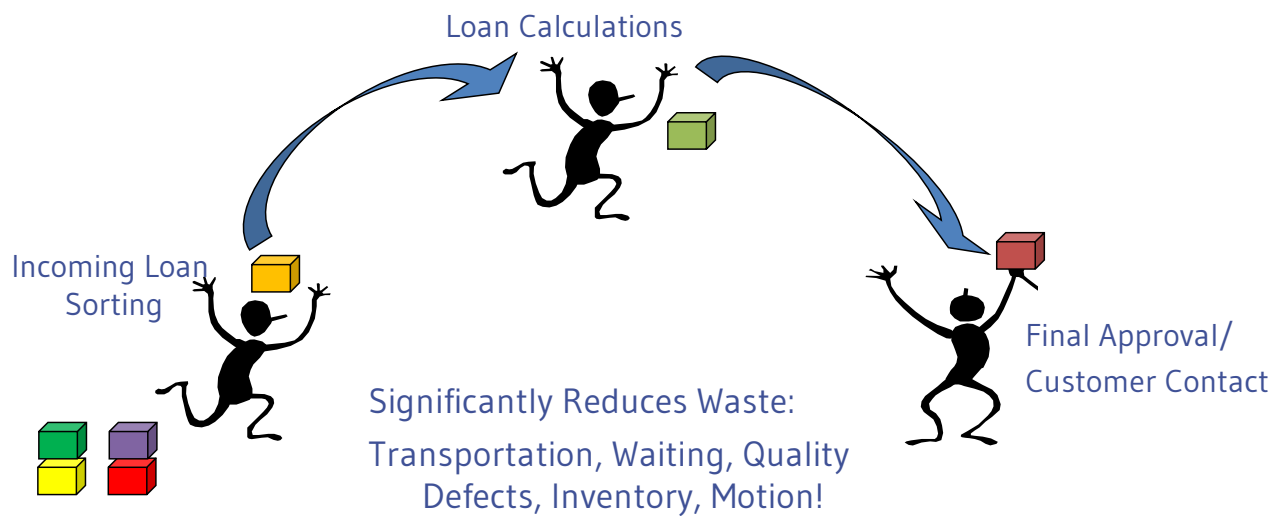 Loan Calculations
Incoming Loan
Sorting
Final Approval/
Customer Contact
Significantly Reduces Waste:
Transportation, Waiting, Quality
Defects, Inventory, Motion!